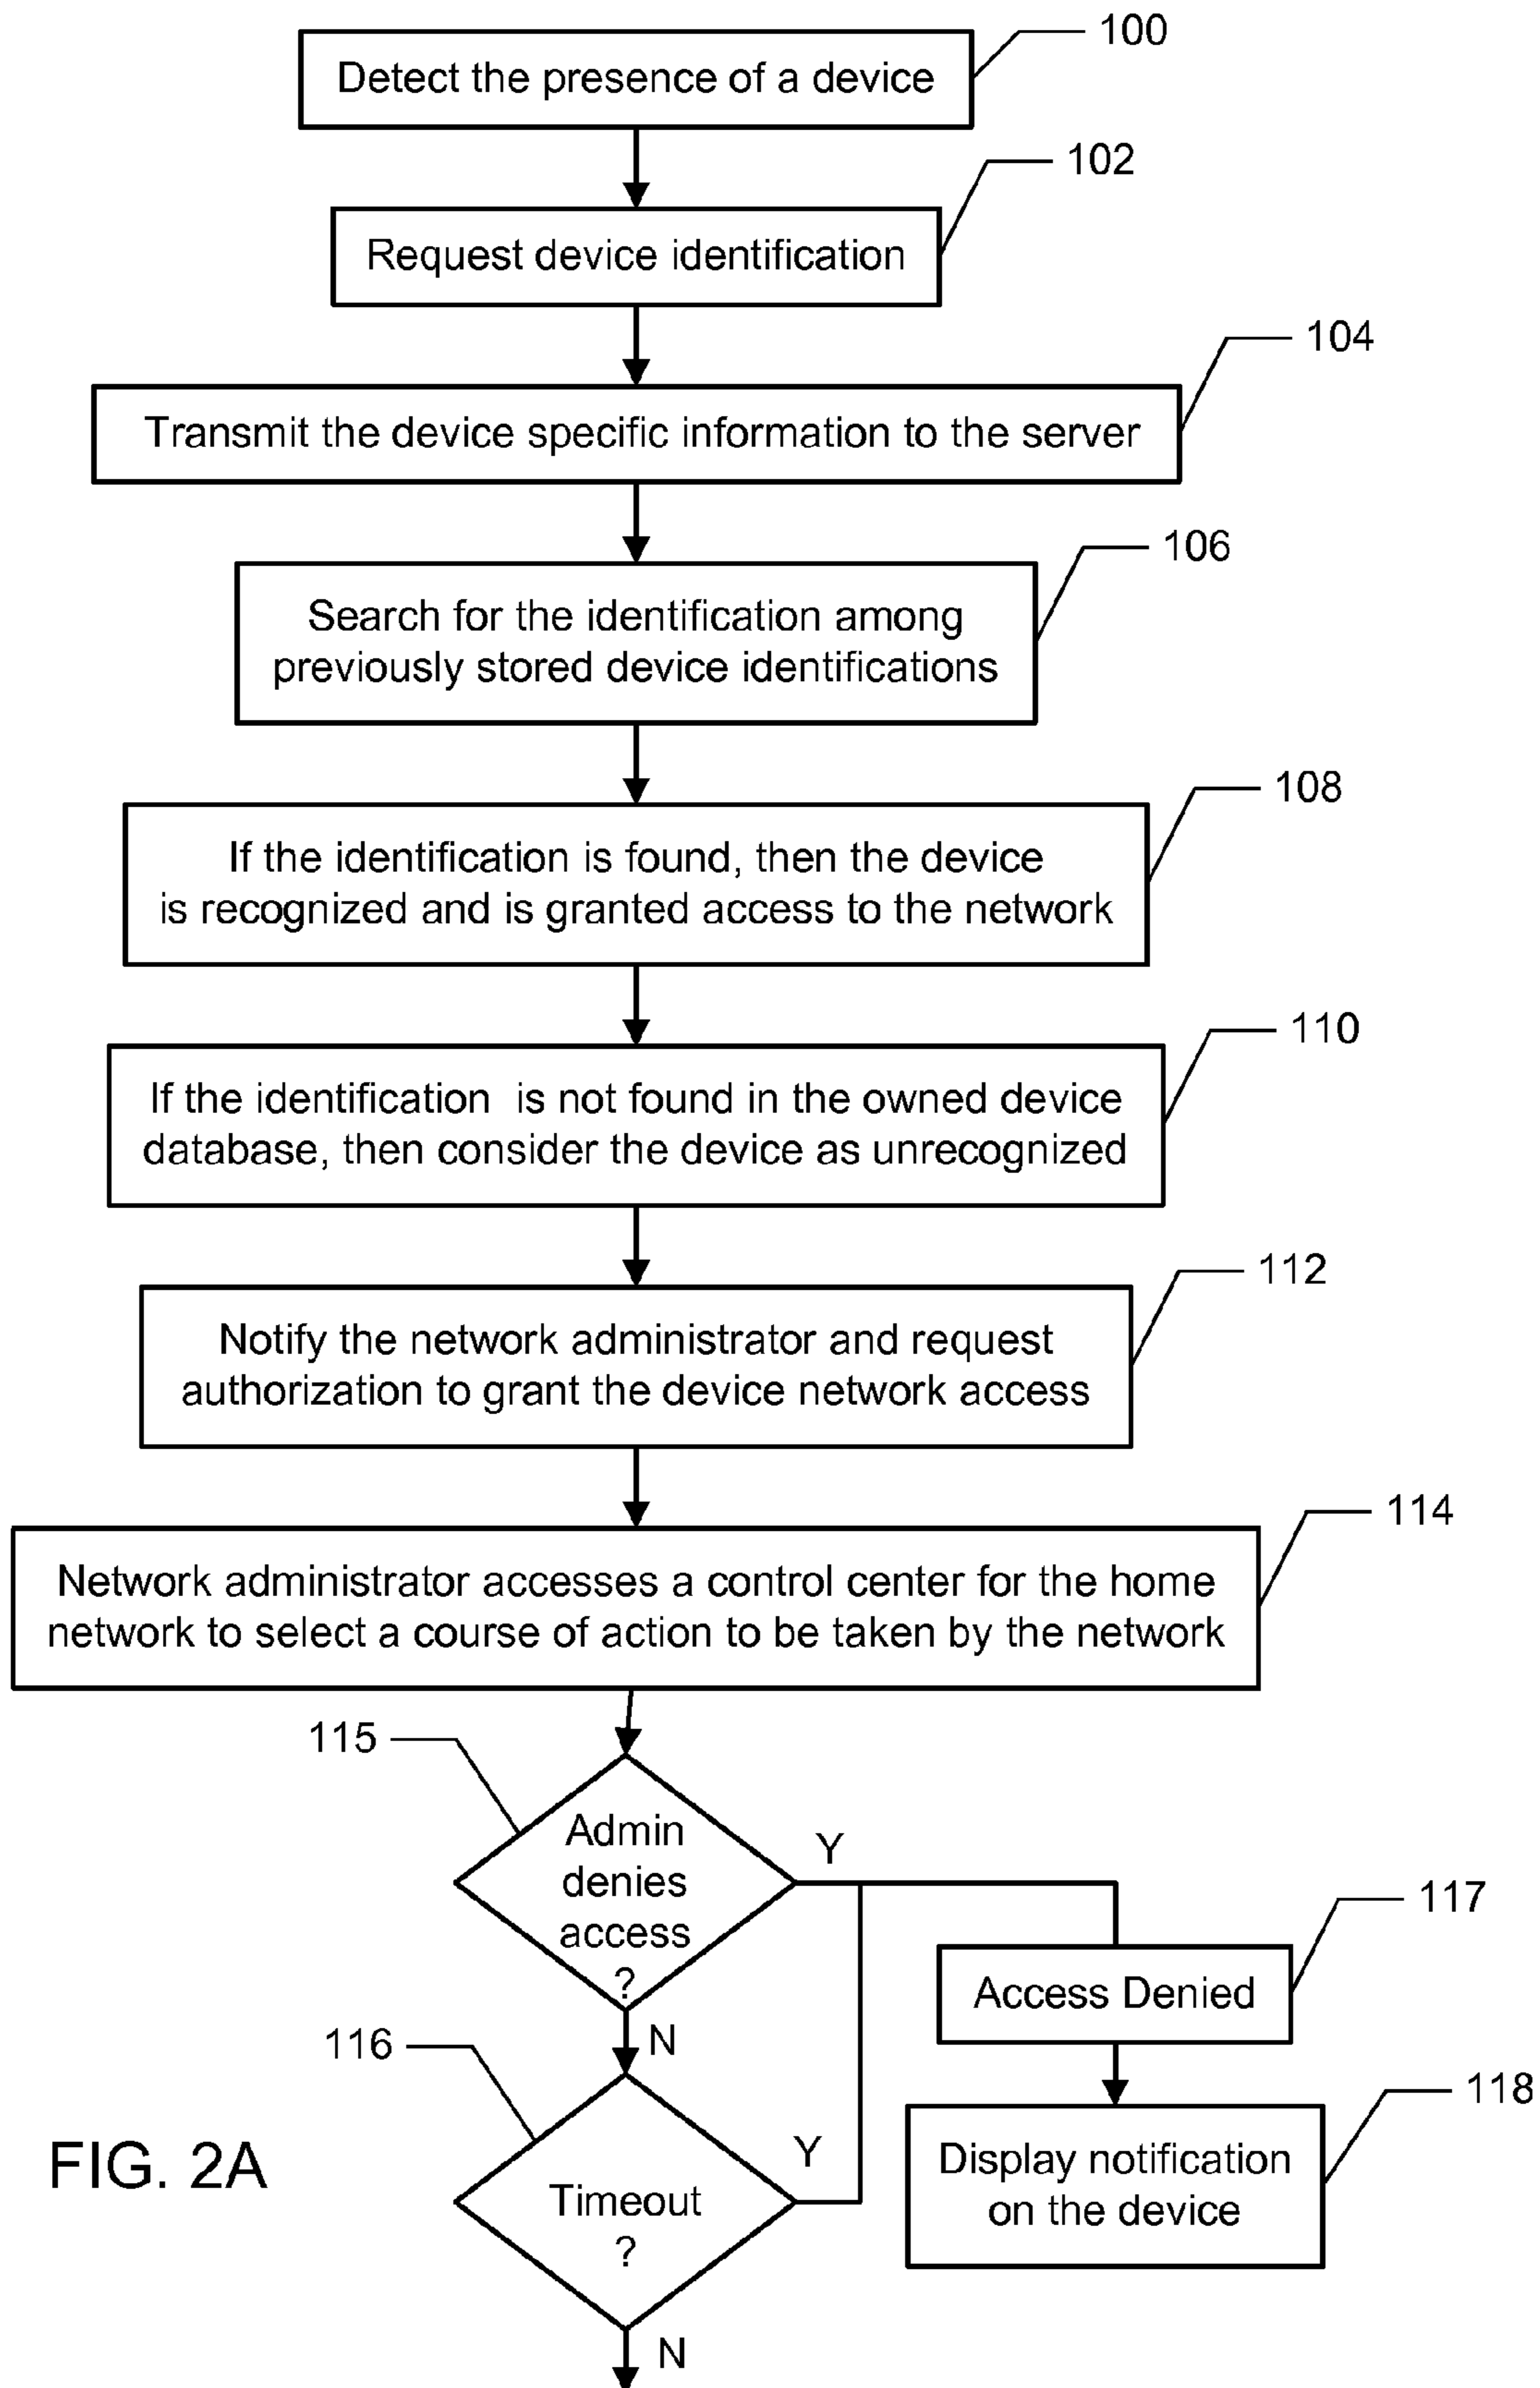 100
Detect the presence of a device
102
Request device identification
104
Transmit the device specific information to the server
106
Search for the identification among
previously stored device identifications
108
If the identification is found, then the device
is recognized and is granted access to the network
110
If the identification is not found in the owned device
database, then consider the device as unrecognized
112
Notify the network administrator and request
authorization to grant the device network access
114
Network administrator accesses a control center for the home
network to select a course of action to be taken by the network
115
Admin
denies
access
?
Y
N
117
Access Denied
116
Timeout
?
Y
N
118
Display notification
on the device
FIG. 2A